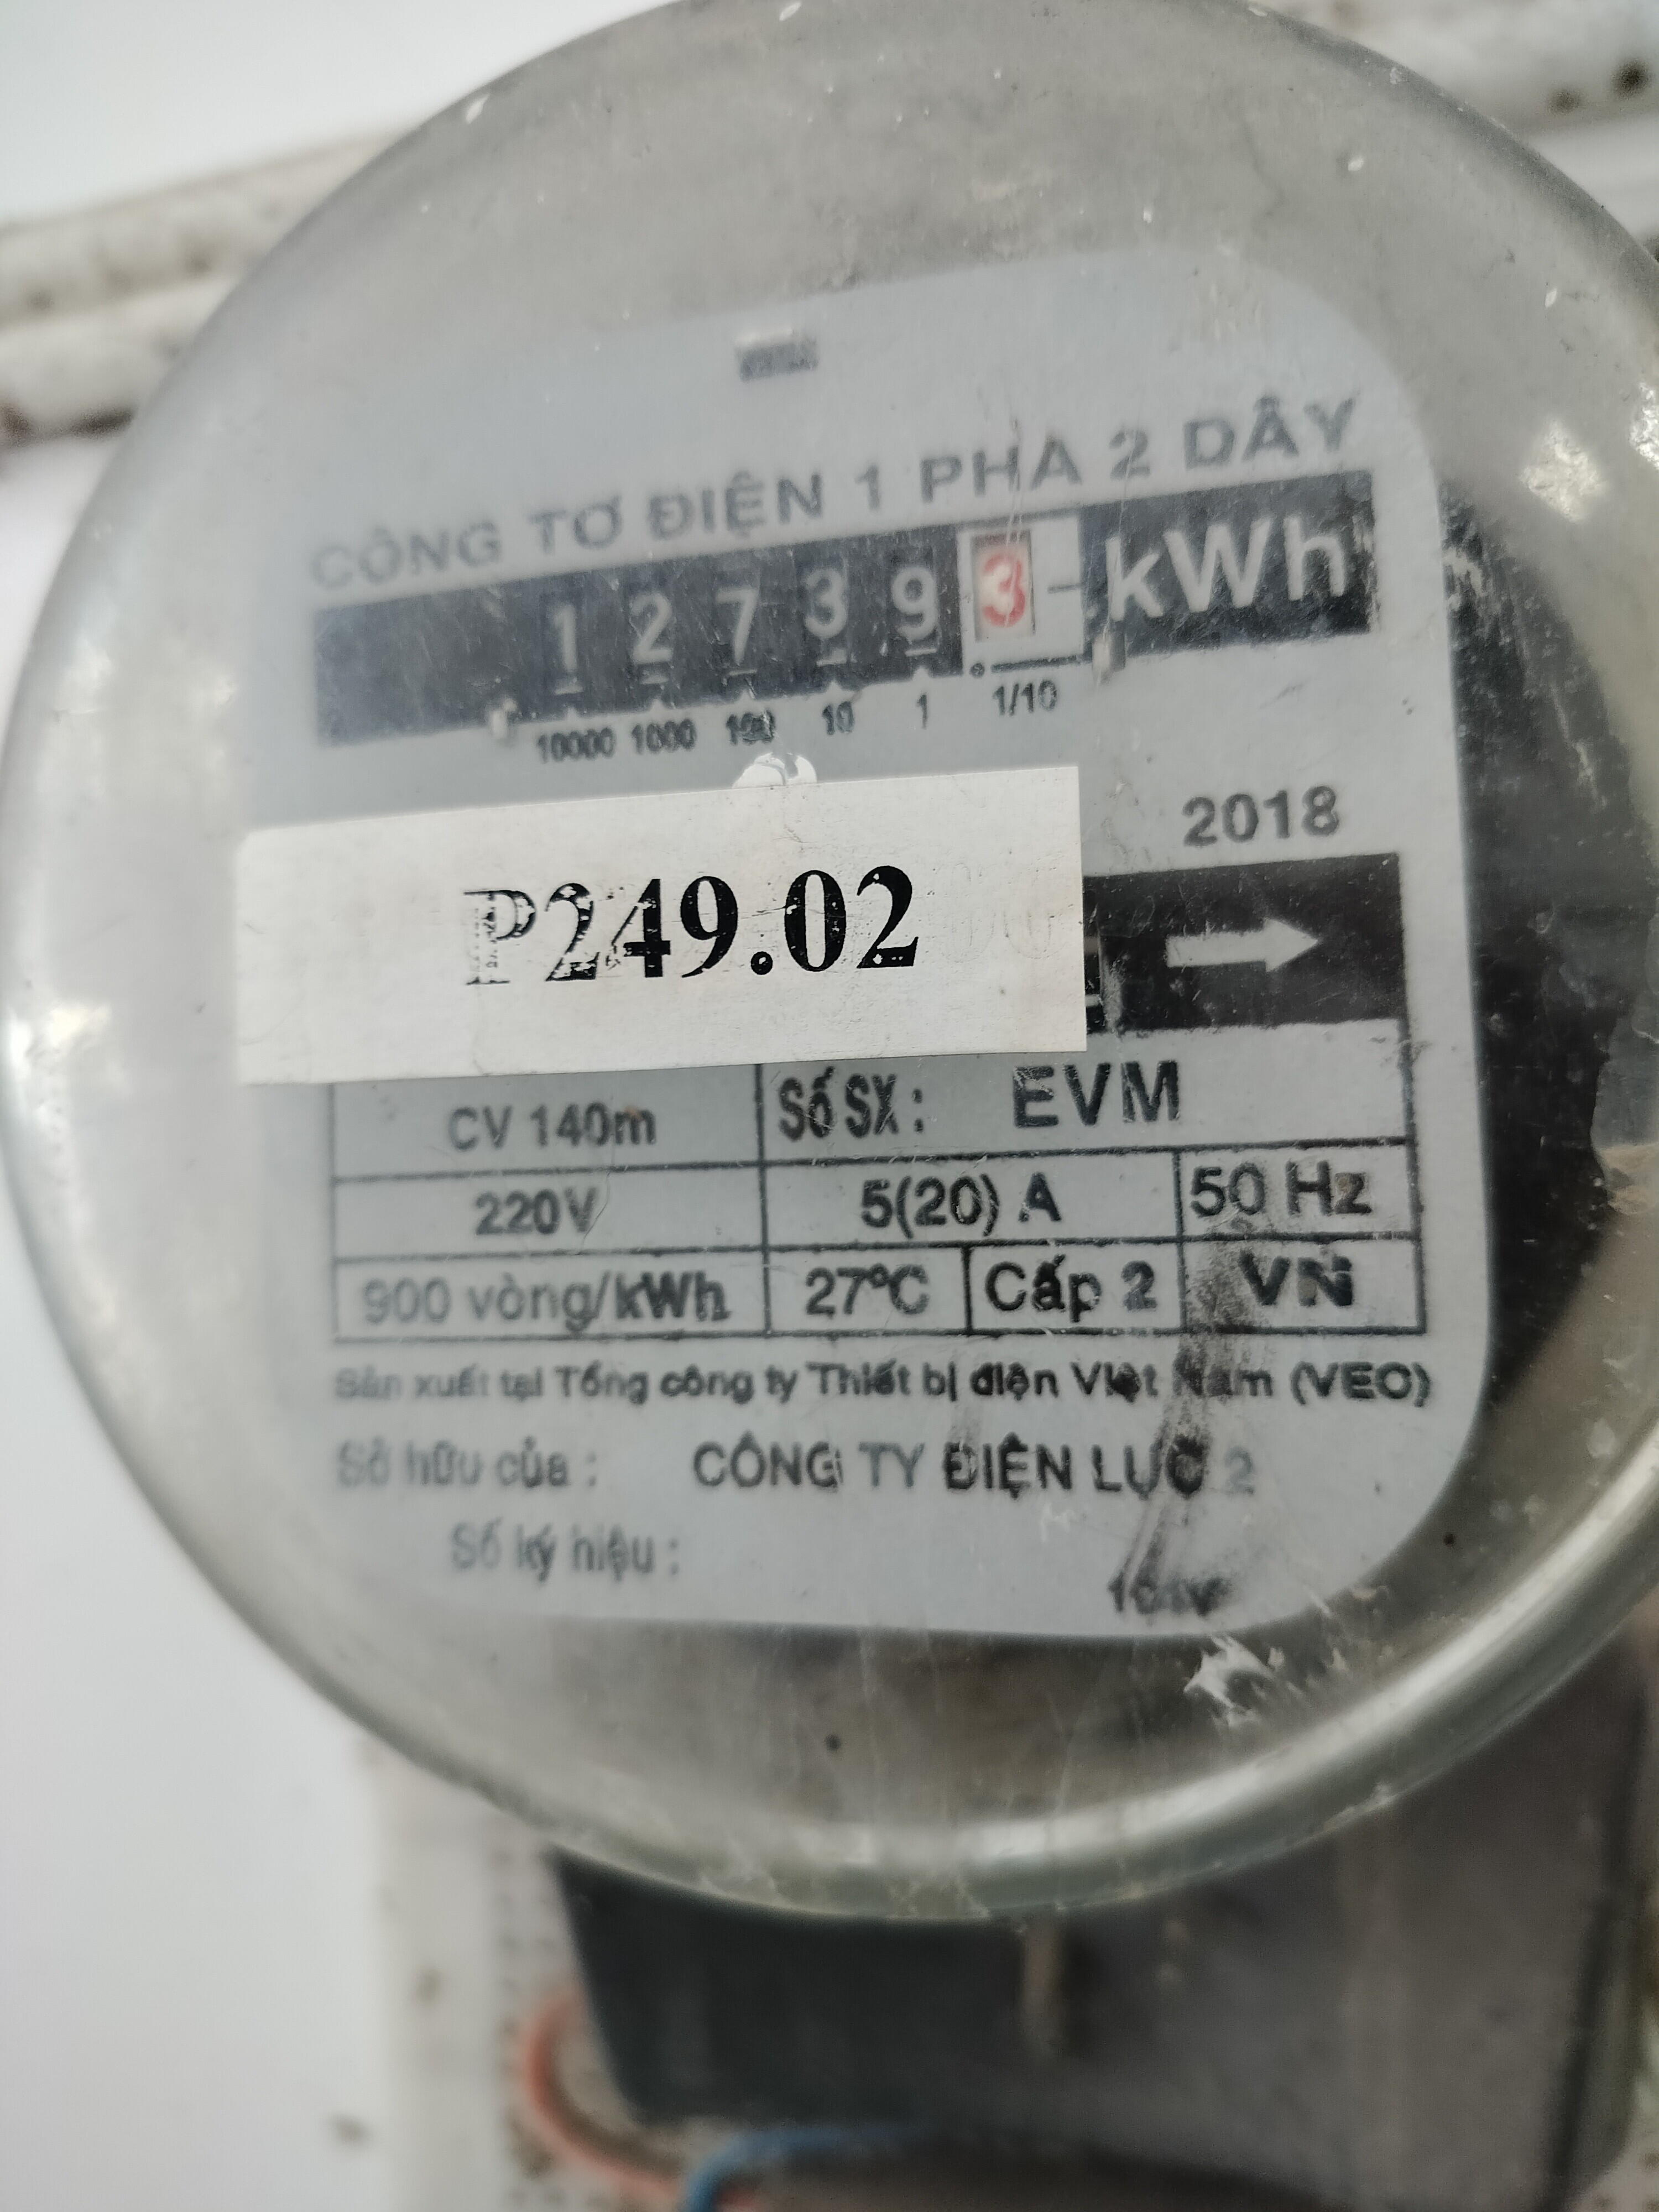 CÔNG TƠ ĐIỆN 1 PHA 2 DÂY
1 2 7 3 9 3 kWh
10000 1000 100 10 1 1/10
2018
P249.02
CV 140m Số SX: EVM
220V 5(20) A 50 Hz
900 vòng/kWh 27°C Cấp 2 VN
Sản xuất tại Tổng công ty Thiết bị điện Việt Nam (VEC)
Sở hữu của : CÔNG TY ĐIỆN LỰC 2
Số ký hiệu :